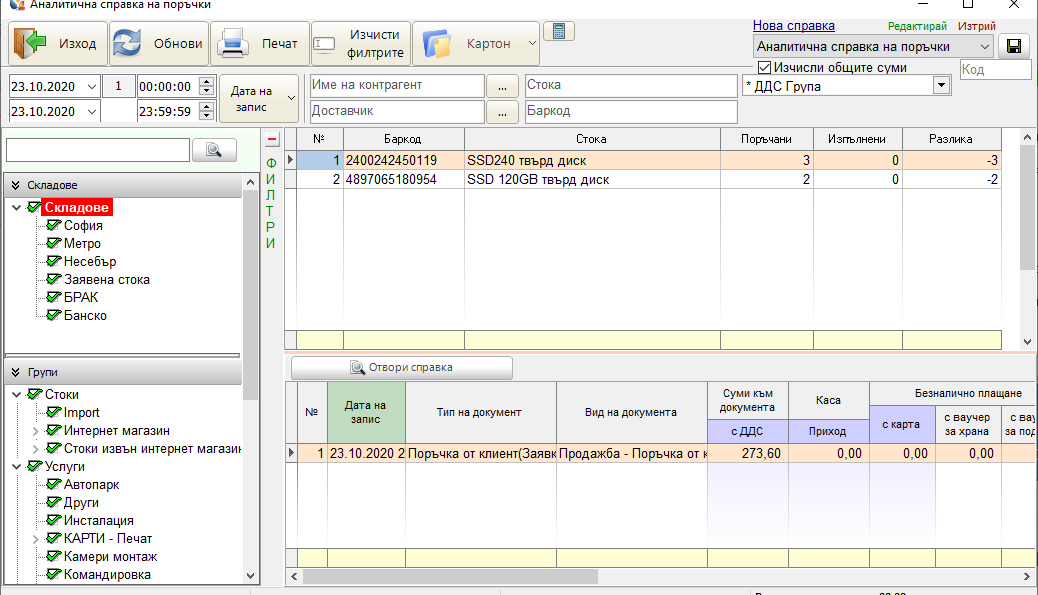 Аналитична справка на поръчки
Изход
Обнови
Печат
Изчисти
филтрите
Картон
Нова справка
Редактирай
Изтрий
Аналитична справка на поръчки
Изчисли общите суми
Код
* ДДС Група
23.10.2020
1
00:00:00
23.10.2020
23:59:59
Дата на
запис
Име на контрагент
...
Стока
Доставчик
...
Баркод
ФИЛТРИ
Складове
Складове
София
Метро
Несебър
Заявена стока
БРАК
Банско
Групи
Стоки
Import
Интернет магазин
Стоки извън интернет магазин
Услуги
Автопарк
Други
Инсталация
КАРТИ - Печат
Камери монтаж
Командировка
№ Баркод Стока Поръчани Изпълнени Разлика
1 2400242450119 SSD240 твърд диск 3 0 -3
2 4897065180954 SSD 120GB твърд диск 2 0 -2
Отвори справка
№
Дата на
запис
Тип на документ
Вид на документа
Суми към
документа
с ДДС
Каса
Приход
Безналично плащане
с карта
с ваучер
за храна
с вау
за под
1 23.10.2020 2 Поръчка от клиент(Заявк Продажба - Поръчка от к 273,60 0,00 0,00 0,00